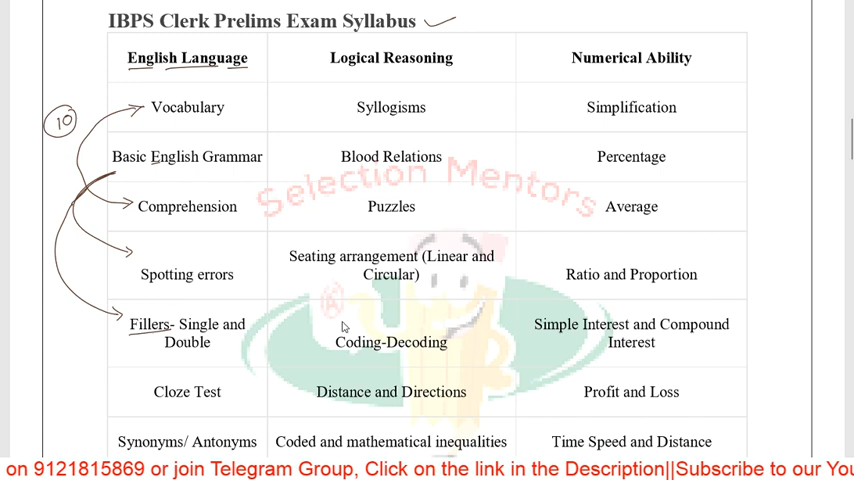 IBPS Clerk Prelims Exam Syllabus
English Language Logical Reasoning Numerical Ability
10
Vocabulary Syllogisms Simplification
Basic English Grammar Blood Relations Percentage
Selection Mentors
Comprehension Puzzles Average
Seating arrangement (Linear and
Spotting errors Circular) Ratio and Proportion
Fillers- Single and Simple Interest and Compound
Double Coding-Decoding Interest
Cloze Test Distance and Directions Profit and Loss
Synonyms/ Antonyms Coded and mathematical inequalities Time Speed and Distance
on 9121815869 or join Telegram Group, Click on the link in the Description||Subscribe to our You